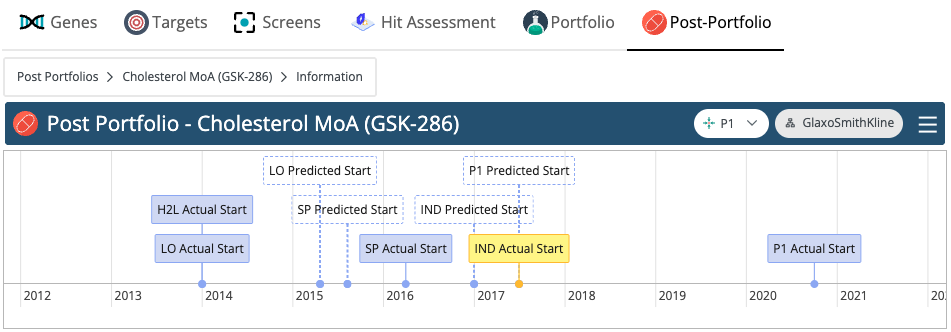 Genes Targets Screens Hit Assessment Portfolio Post-Portfolio
Post Portfolios > Cholesterol MoA (GSK-286) > Information
Post Portfolio - Cholesterol MoA (GSK-286) P1 GlaxoSmithKline
LO Predicted Start P1 Predicted Start
H2L Actual Start SP Predicted Start IND Predicted Start
LO Actual Start SP Actual Start IND Actual Start P1 Actual Start
2012 2013 2014 2015 2016 2017 2018 2019 2020 2021